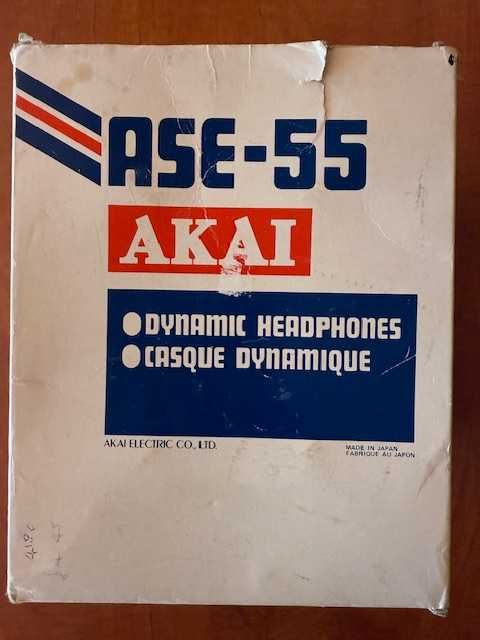 ASE-55
AKAI
DYNAMIC HEADPHONES
CASQUE DYNAMIQUE
AKAI ELECTRIC CO., LTD.
MADE IN JAPAN
FABRIQUE AU JAPON